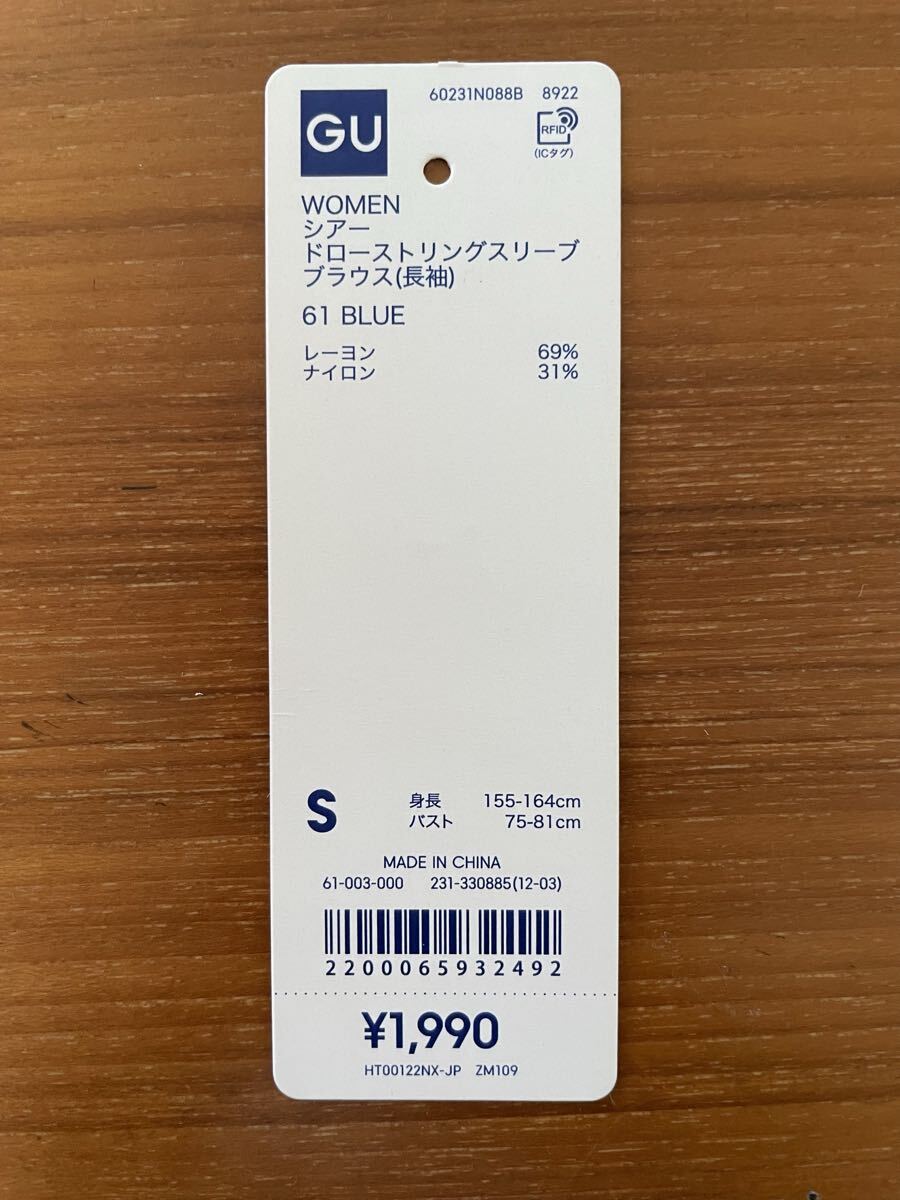 60231N088B 8922
GU
RFID
(ICタグ)
WOMEN
シアー
ドローストリングスリーブ
ブラウス(長袖)
61 BLUE
レーヨン 69%
ナイロン 31%
S 身長 155-164cm
バスト 75-81cm
MADE IN CHINA
61-003-000 231-330885(12-03)
2200065932492
¥1,990
HT00122NX-JP ZM109